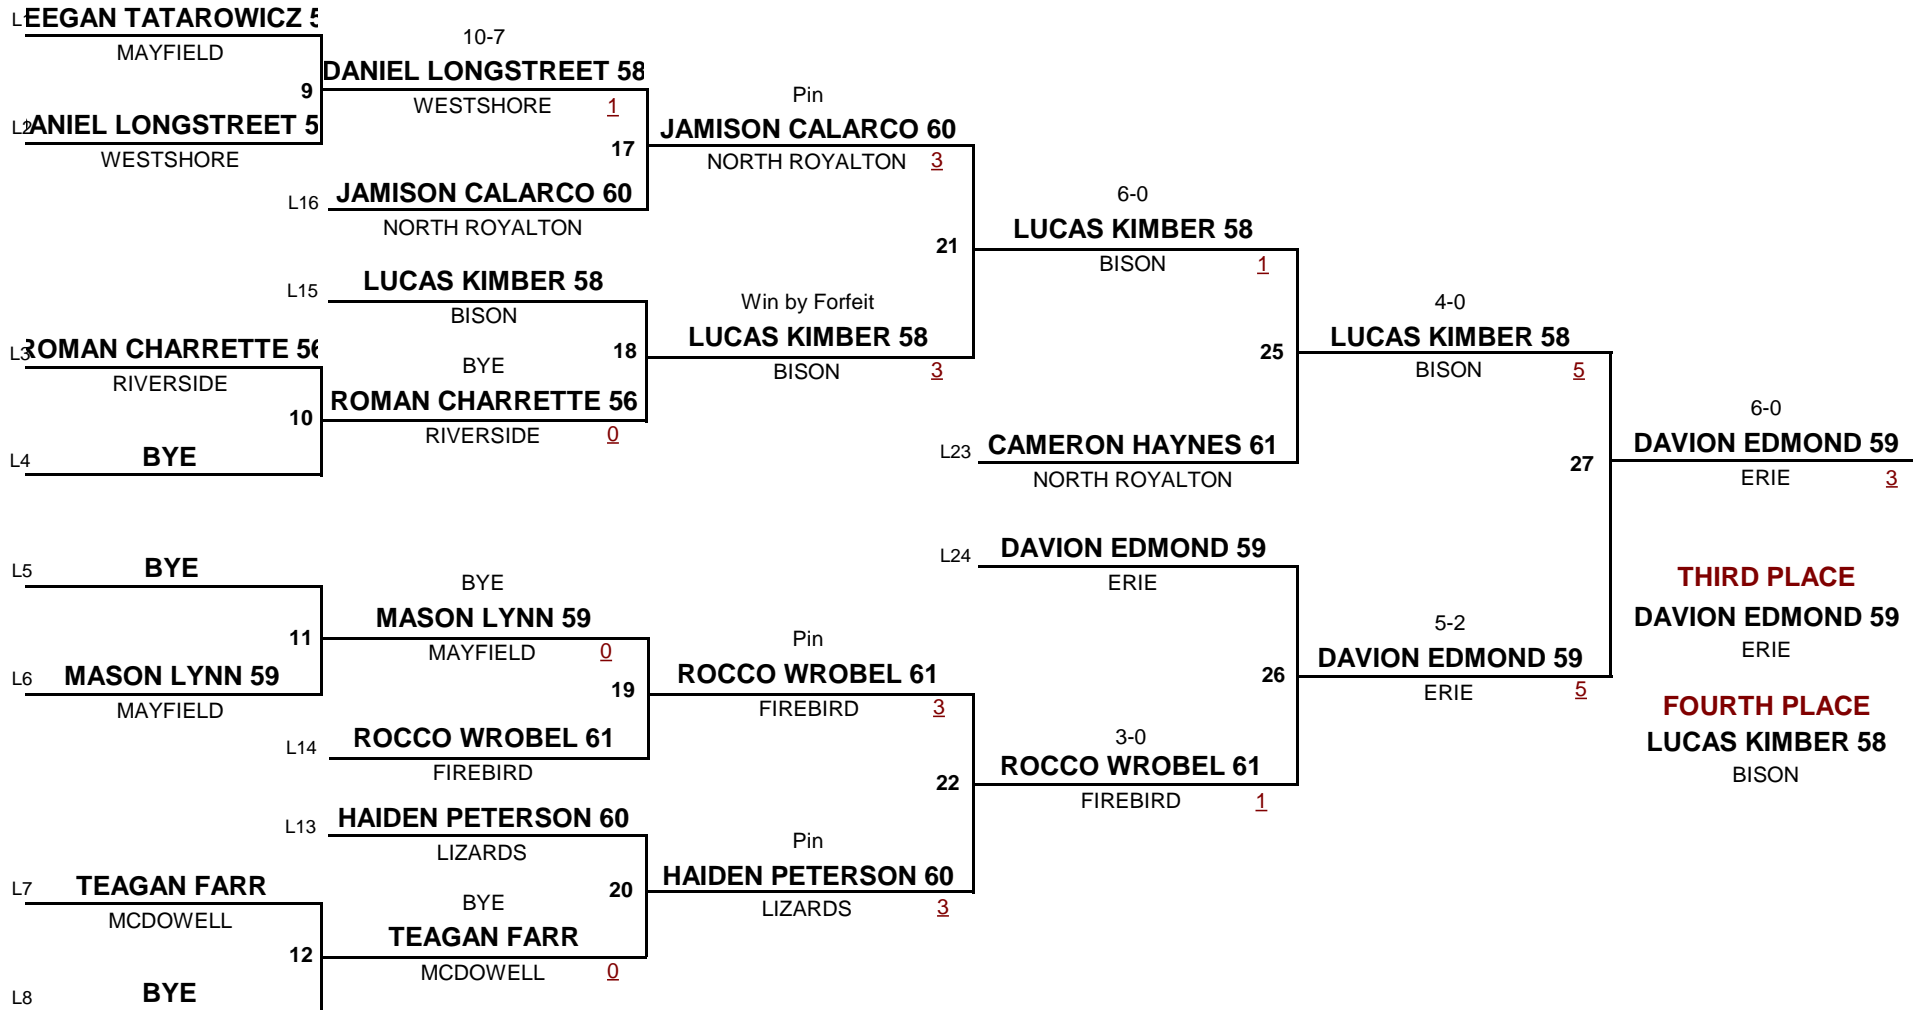 L1 EEGAN TATAROWICZ 5
MAYFIELD
9
L2 ANIEL LONGSTREET 5
WESTSHORE
L3 ROMAN CHARRETTE 56
RIVERSIDE
10
L4 BYE
L5 BYE
11
L6 MASON LYNN 59
MAYFIELD
L7 TEAGAN FARR
MCDOWELL
12
L8 BYE
10-7
DANIEL LONGSTREET 58
WESTSHORE 1
17
L16 JAMISON CALARCO 60
NORTH ROYALTON
L15 LUCAS KIMBER 58
BISON
18
BYE
ROMAN CHARRETTE 56
RIVERSIDE 0
BYE
MASON LYNN 59
MAYFIELD 0
19
L14 ROCCO WROBEL 61
FIREBIRD
L13 HAIDEN PETERSON 60
LIZARDS
20
BYE
TEAGAN FARR
MCDOWELL 0
Pin
JAMISON CALARCO 60
NORTH ROYALTON 3
21
Win by Forfeit
LUCAS KIMBER 58
BISON 3
Pin
ROCCO WROBEL 61
FIREBIRD 3
22
Pin
HAIDEN PETERSON 60
LIZARDS 3
6-0
LUCAS KIMBER 58
BISON 1
25
L23 CAMERON HAYNES 61
NORTH ROYALTON
L24 DAVION EDMOND 59
ERIE
26
3-0
ROCCO WROBEL 61
FIREBIRD 1
4-0
LUCAS KIMBER 58
BISON 5
27
5-2
DAVION EDMOND 59
ERIE 5
6-0
DAVION EDMOND 59
ERIE 3
THIRD PLACE
DAVION EDMOND 59
ERIE
FOURTH PLACE
LUCAS KIMBER 58
BISON